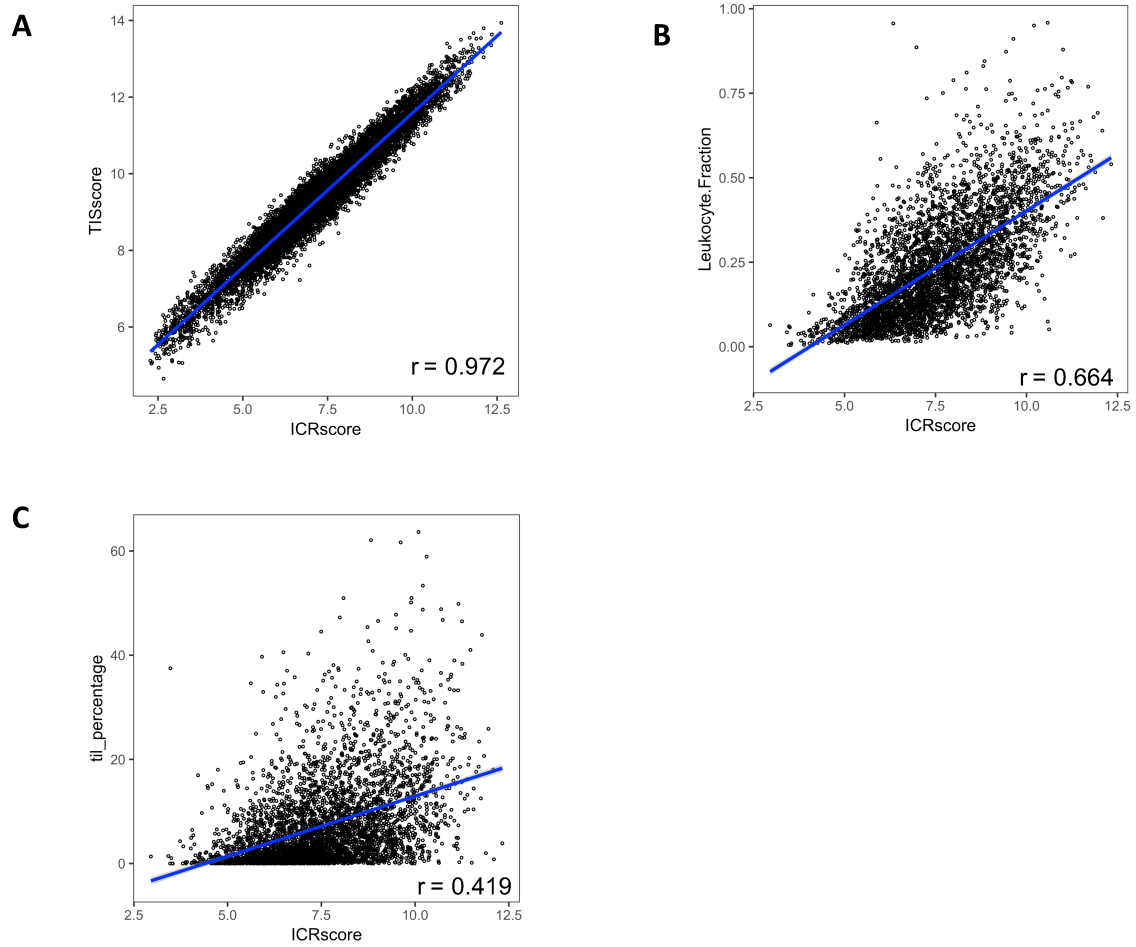 A
14
12
10
8
6
TISscore
2.5 5.0 7.5 10.0 12.5
ICRscore
r = 0.972
B
1.00
0.75
0.50
0.25
0.00
Leukocyte.Fraction
2.5 5.0 7.5 10.0 12.5
ICRscore
r = 0.664
C
60
40
20
0
til_percentage
2.5 5.0 7.5 10.0 12.5
ICRscore
r = 0.419